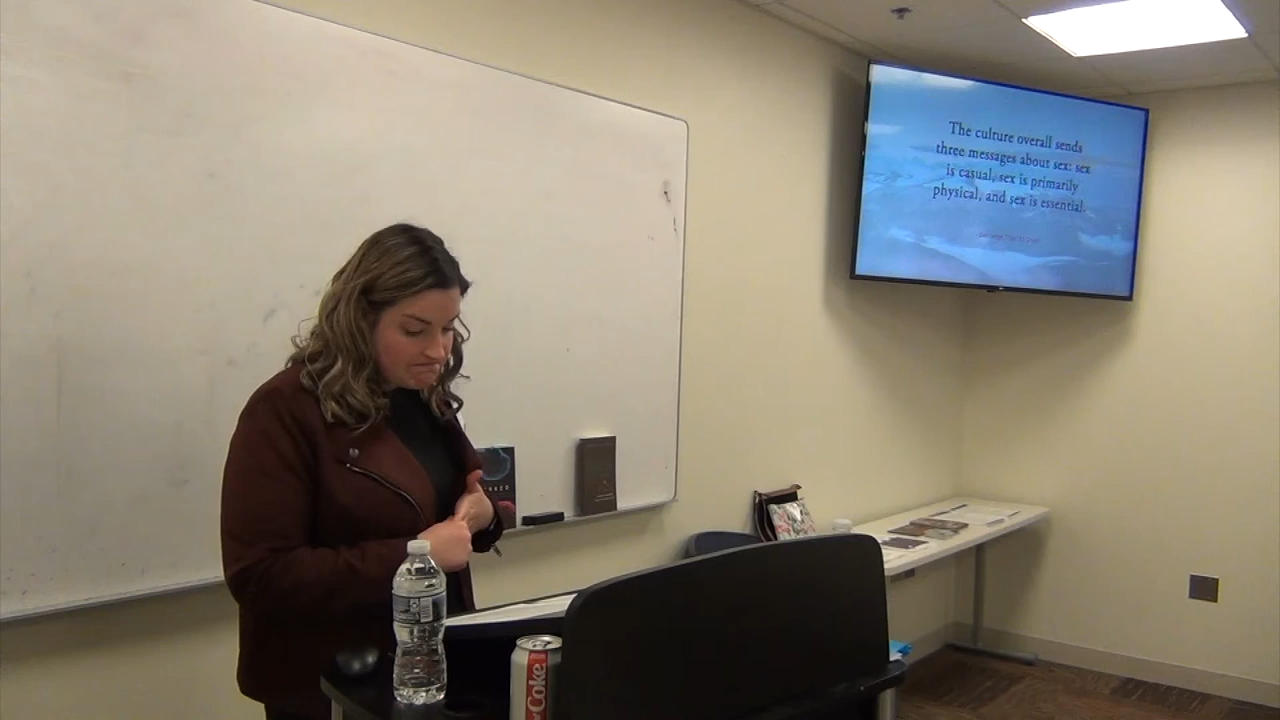 The culture overall sends
three messages about sex: sex
is casual, sex is primarily
physical, and sex is essential.
Coke